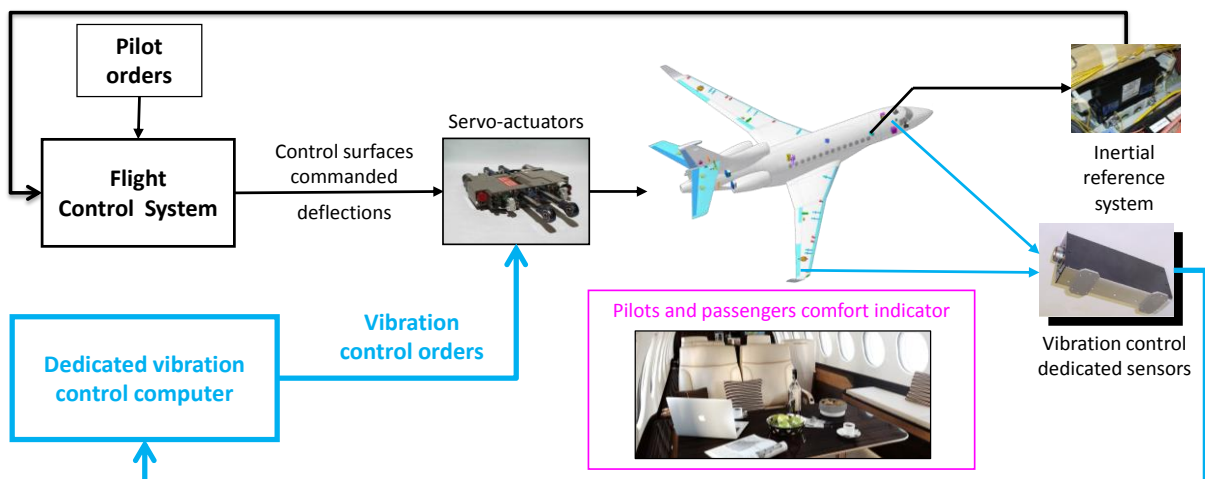 Pilot
orders
Flight
Control System
Control surfaces
commanded
deflections
Servo-actuators
Inertial
reference
system
Dedicated vibration
control computer
Vibration
control orders
Pilots and passengers comfort indicator
Vibration control
dedicated sensors